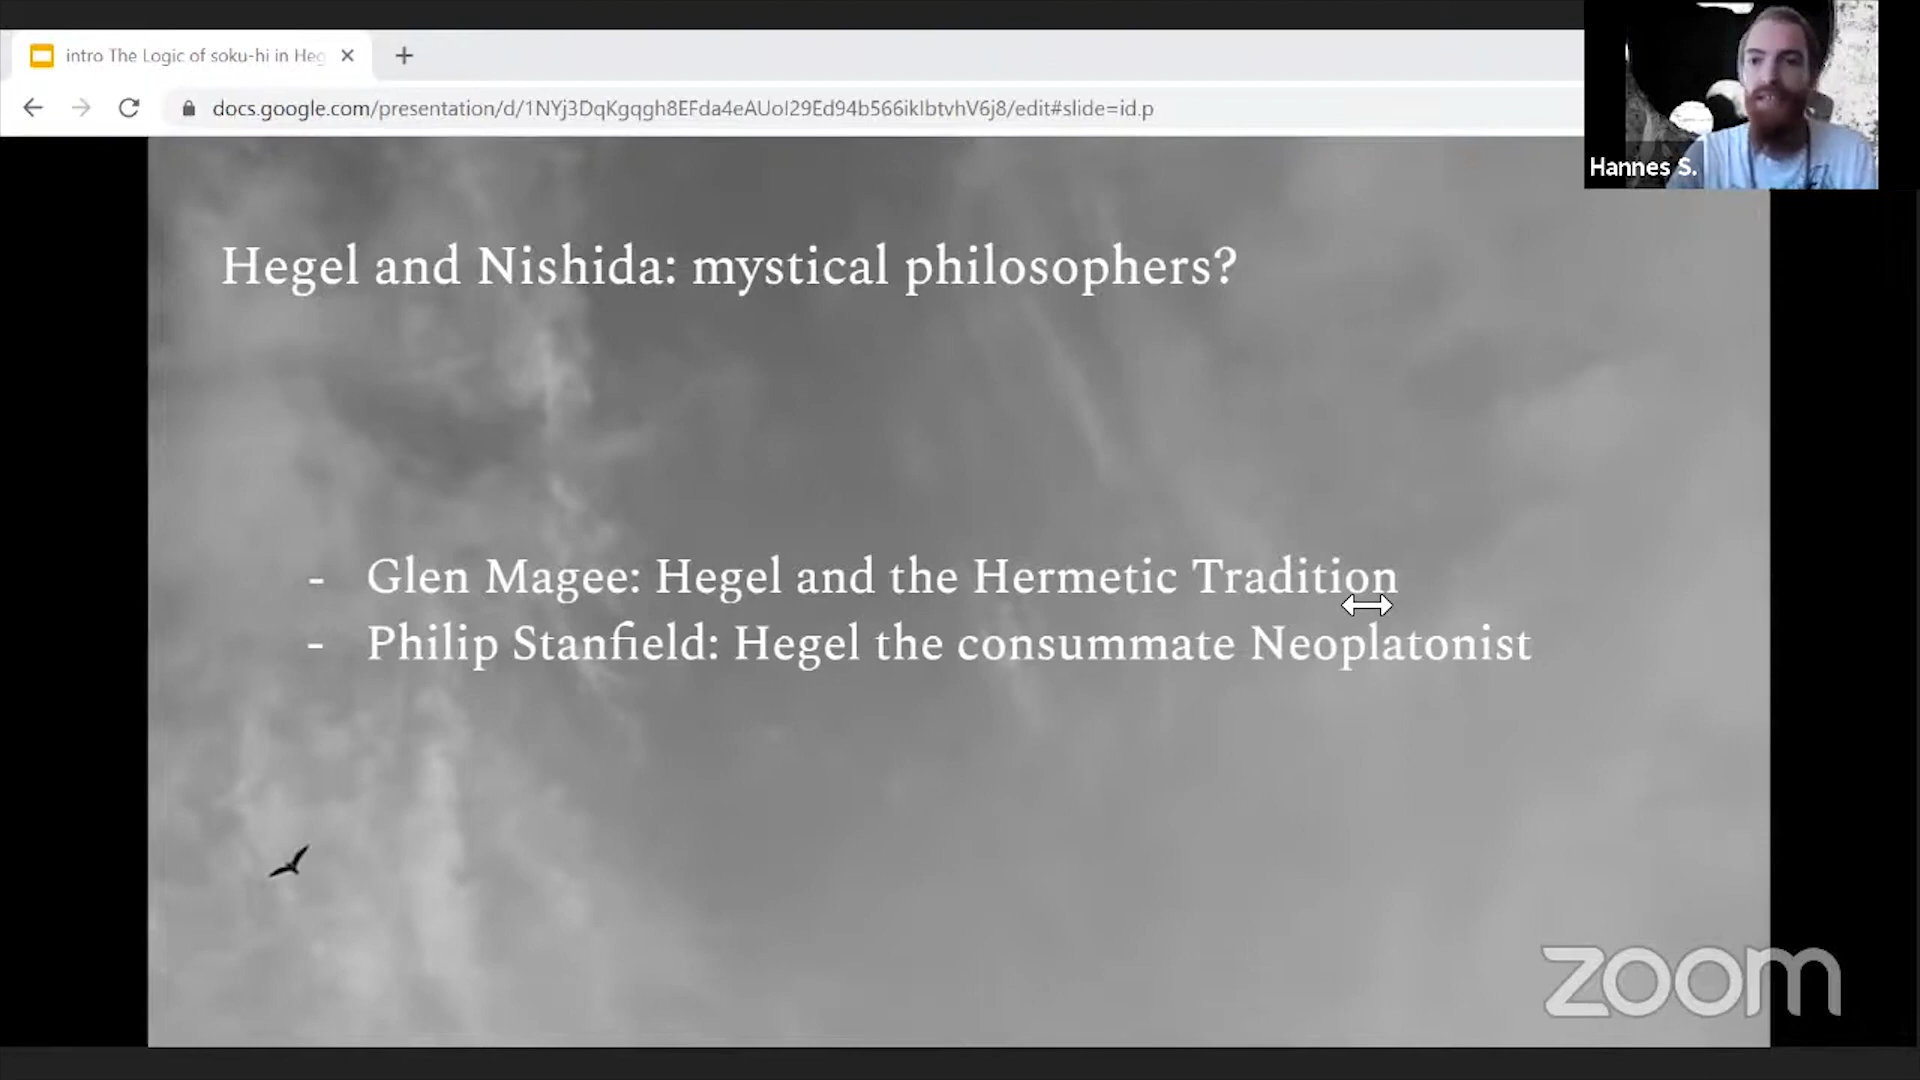 intro The Logic of soku-hi in Heg
docs.google.com/presentation/d/1NYj3DqKgqgh8EFda4eAUoI29Ed94b566ikIbtvhV6j8/edit#slide=id.p
Hannes S.
Hegel and Nishida: mystical philosophers?
- Glen Magee: Hegel and the Hermetic Tradition
- Philip Stanfield: Hegel the consummate Neoplatonist
zoom